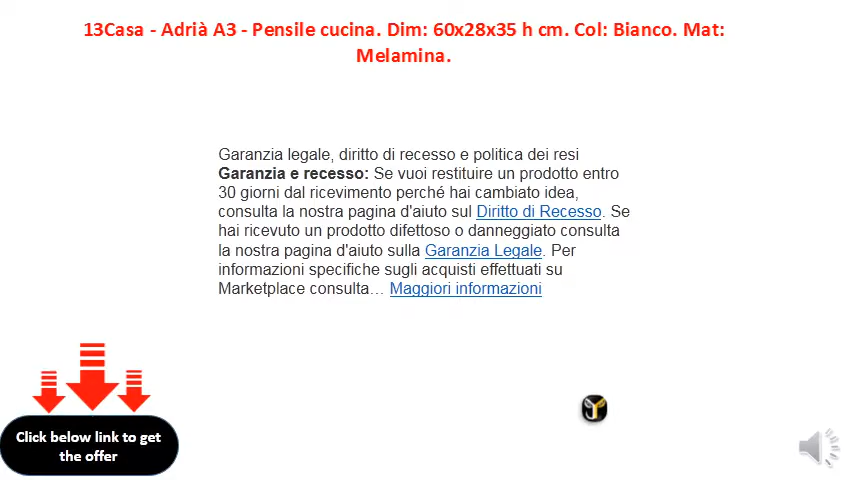 13Casa - Adrià A3 - Pensile cucina. Dim: 60x28x35 h cm. Col: Bianco. Mat:
Melamina.
Garanzia legale, diritto di recesso e politica dei resi
Garanzia e recesso: Se vuoi restituire un prodotto entro
30 giorni dal ricevimento perché hai cambiato idea,
consulta la nostra pagina d'aiuto sul Diritto di Recesso. Se
hai ricevuto un prodotto difettoso o danneggiato consulta
la nostra pagina d'aiuto sulla Garanzia Legale. Per
informazioni specifiche sugli acquisti effettuati su
Marketplace consulta… Maggiori informazioni
Click below link to get
the offer